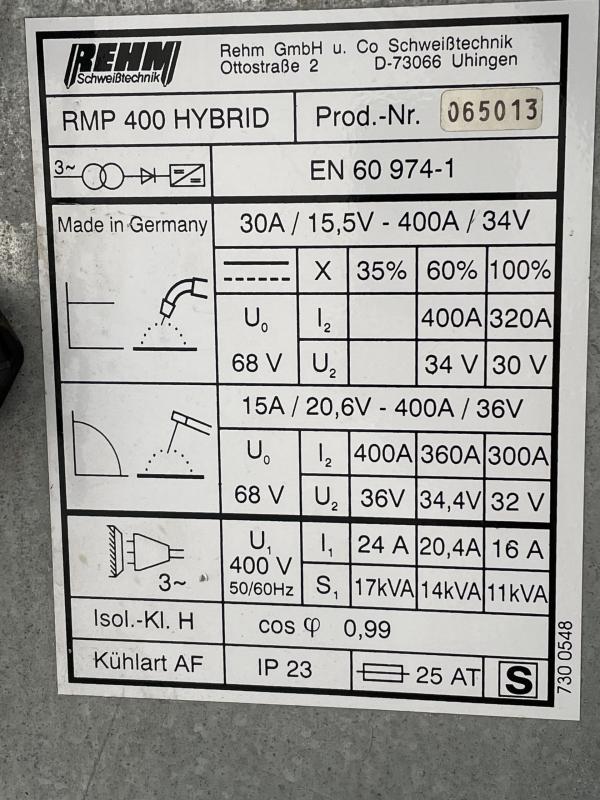 REHM
Schweißtechnik
Rehm GmbH u. Co Schweißtechnik
Ottostraße 2 D-73066 Uhingen
RMP 400 HYBRID Prod.-Nr. 065013
3~ EN 60 974-1
Made in Germany 30A / 15,5V - 400A / 34V
X 35% 60% 100%
U0 I2 400A 320A
68 V U2 34 V 30 V
15A / 20,6V - 400A / 36V
U0 I2 400A 360A 300A
68 V U2 36V 34,4V 32 V
U1 I1 24 A 20,4A 16 A
400 V
3~ 50/60Hz S1 17kVA 14kVA 11kVA
Isol.-Kl. H cos φ 0,99
Kühlart AF IP 23 25 AT S
730 0548